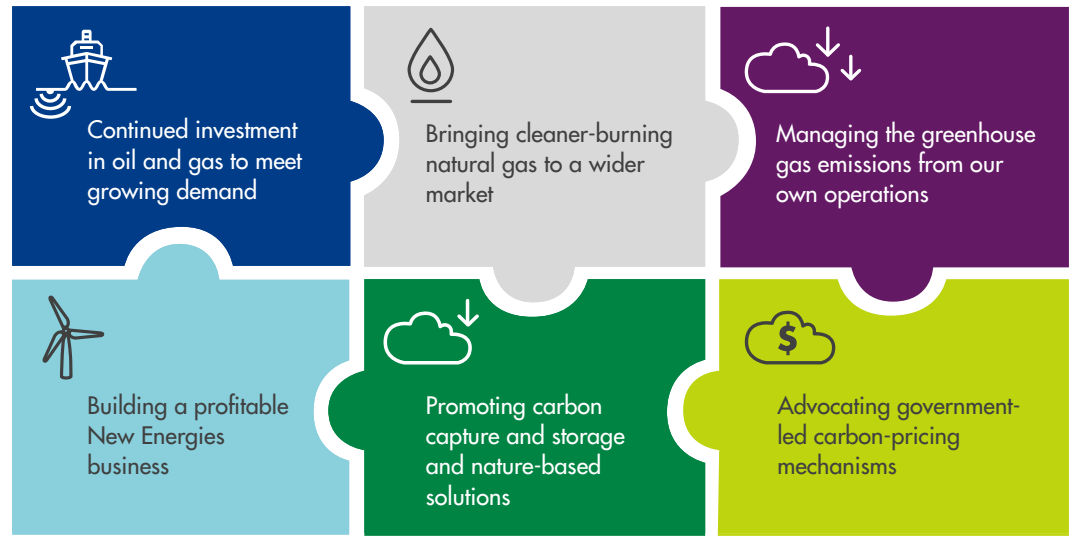 Continued investment
in oil and gas to meet
growing demand
Bringing cleaner-burning
natural gas to a wider
market
Managing the greenhouse
gas emissions from our
own operations
Building a profitable
New Energies
business
Promoting carbon
capture and storage
and nature-based
solutions
$
Advocating government-
led carbon-pricing
mechanisms